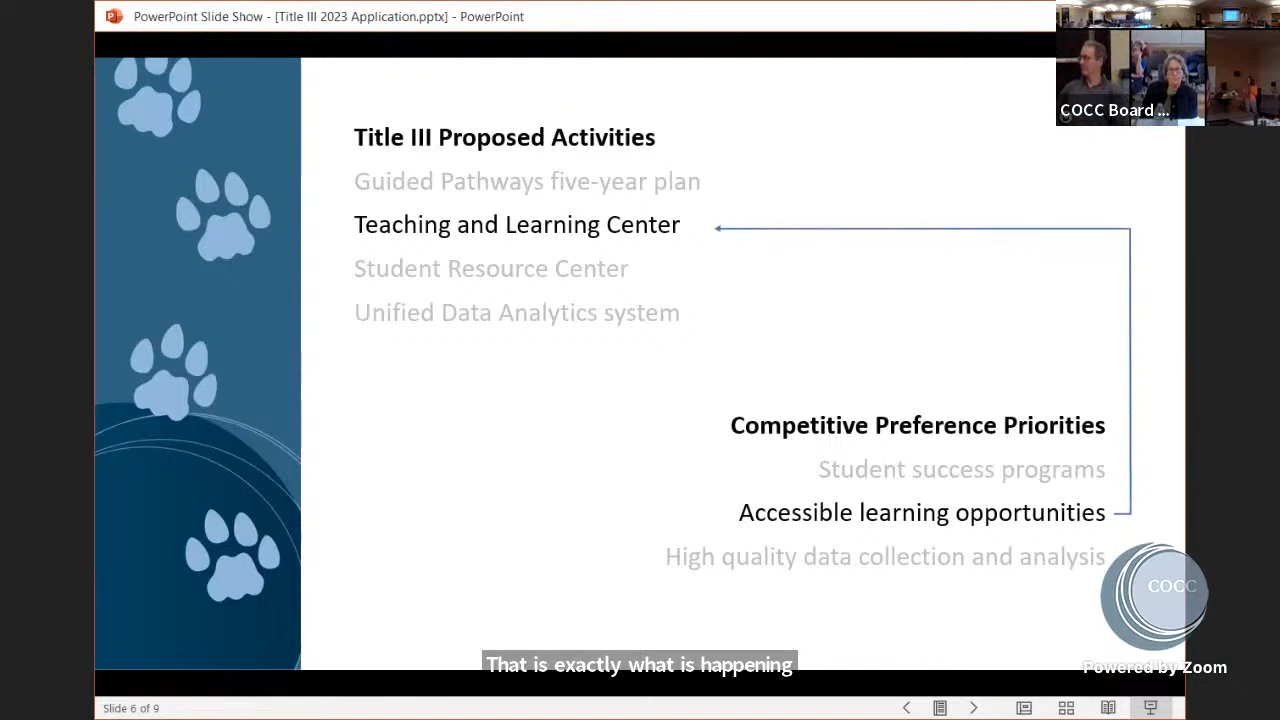 PowerPoint Slide Show - [Title III 2023 Application.pptx] - PowerPoint
COCC Board ...
Title III Proposed Activities
Guided Pathways five-year plan
Teaching and Learning Center
Student Resource Center
Unified Data Analytics system
Competitive Preference Priorities
Student success programs
Accessible learning opportunities
High quality data collection and analysis
COCC
That is exactly what is happening
Powered by Zoom
Slide 6 of 9